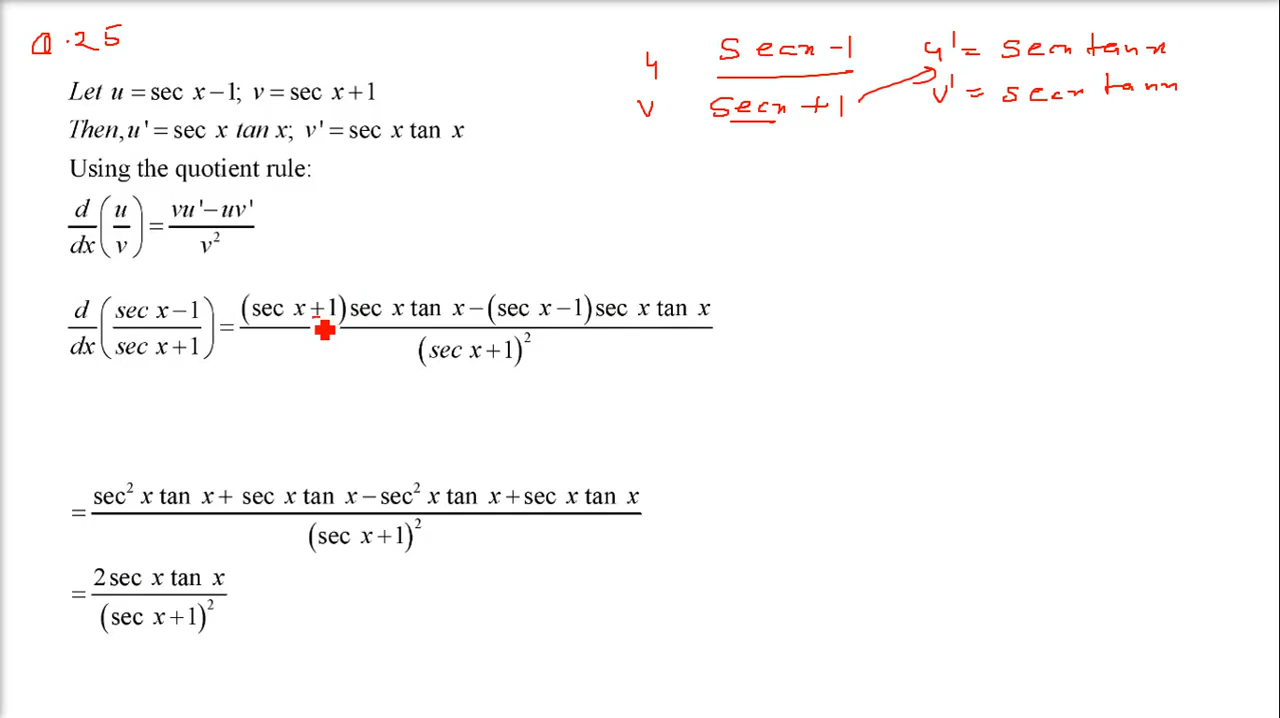 Q.25
u sec x - 1 u' = sec x tan x
v sec x + 1 v' = sec x tan x
Let u = sec x − 1; v = sec x + 1
Then, u ' = sec x tan x; v ' = sec x tan x
Using the quotient rule:
d/dx (u/v) = (vu '− uv ')/v²
d/dx (sec x − 1 / sec x + 1) = ((sec x + 1) sec x tan x − (sec x − 1) sec x tan x)/(sec x + 1)²
= (sec² x tan x + sec x tan x − sec² x tan x + sec x tan x)/(sec x + 1)²
= 2 sec x tan x/(sec x + 1)²